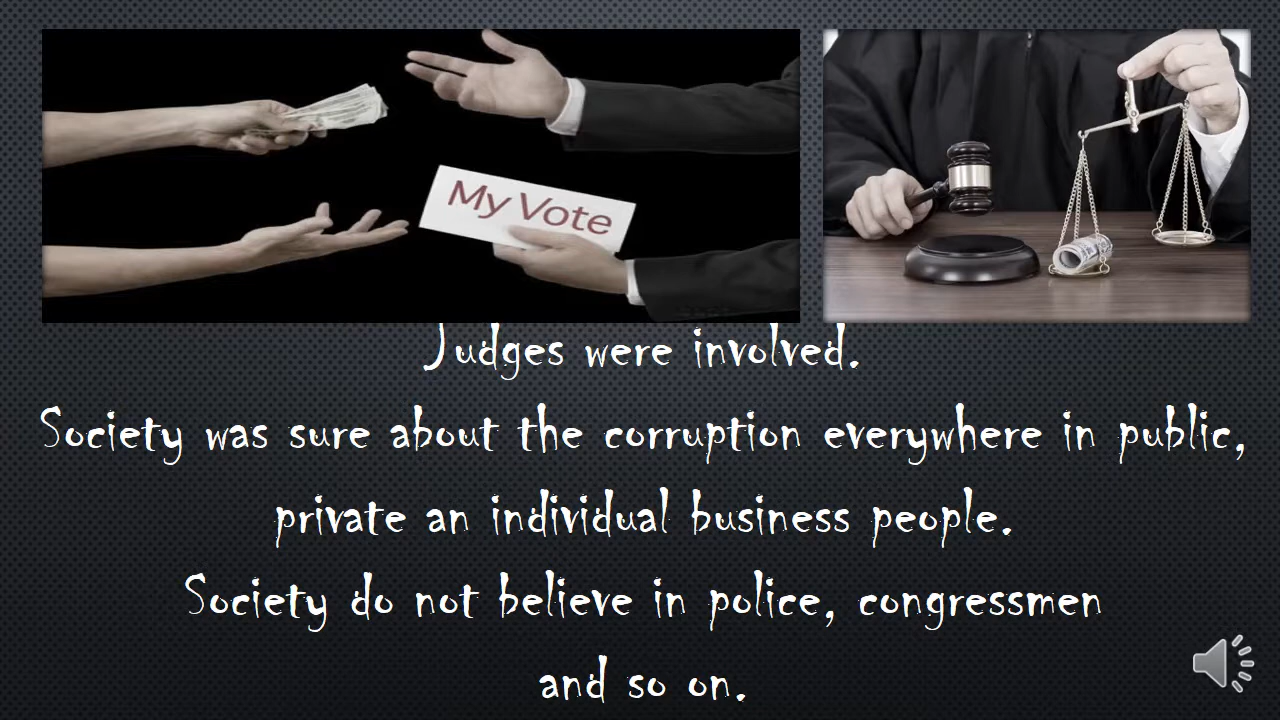 My Vote
Judges were involved.
Society was sure about the corruption everywhere in public,
private an individual business people.
Society do not believe in police, congressmen
and so on.